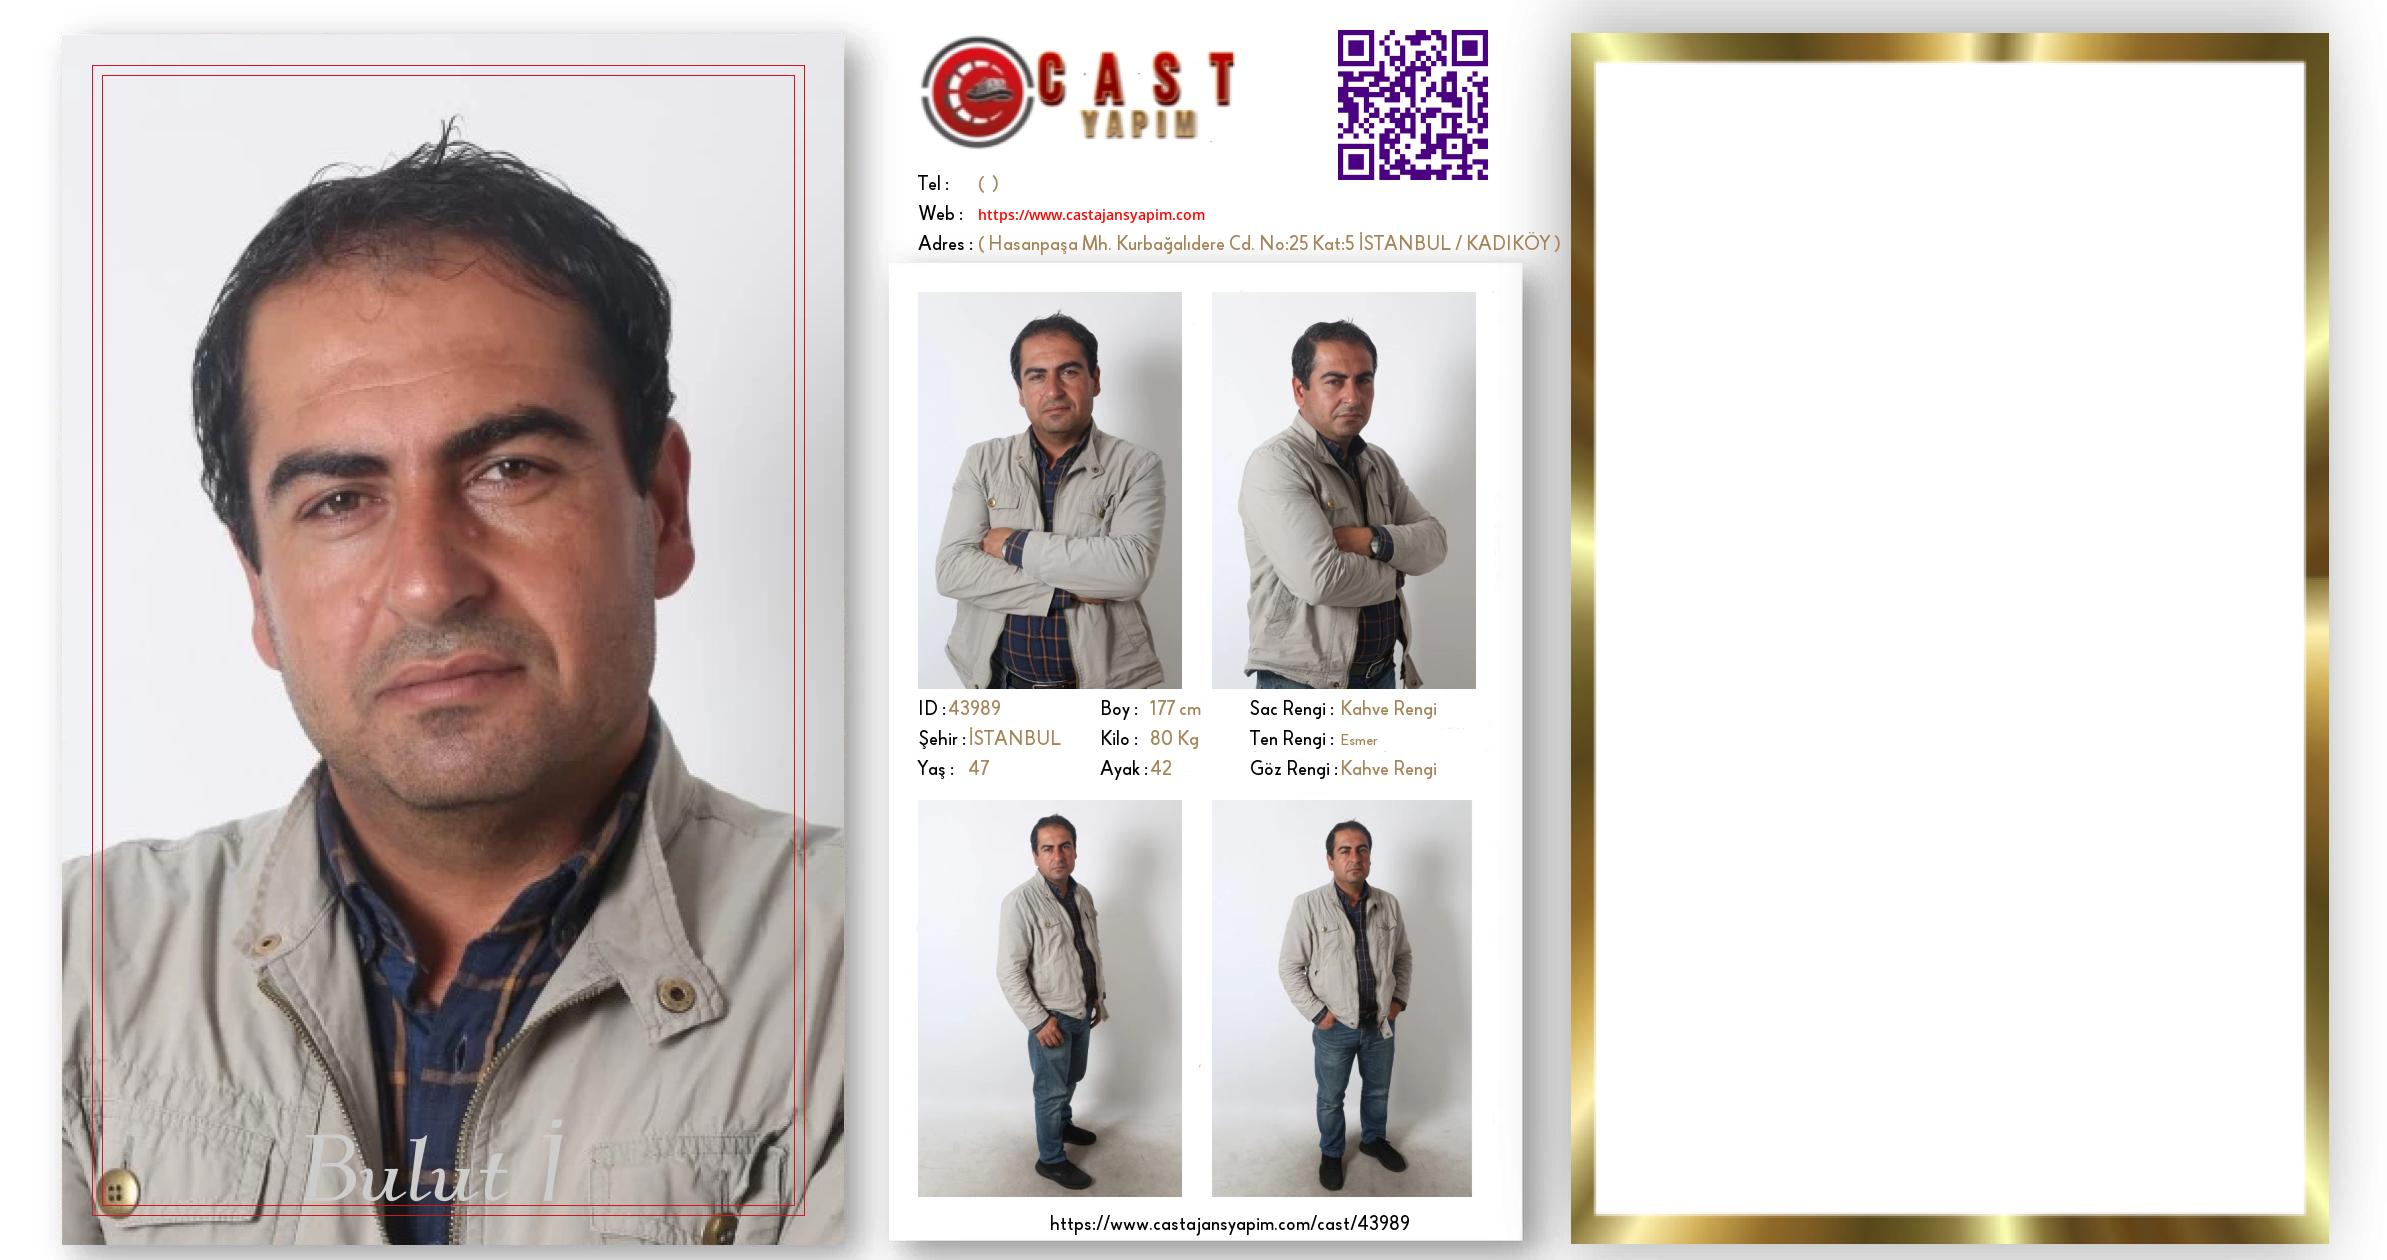 CAST
YAPIM
Tel : ( )
Web : https://www.castajansyapim.com
Adres : ( Hasanpaşa Mh. Kurbağalıdere Cd. No:25 Kat:5 İSTANBUL / KADIKÖY )
ID : 43989 Boy : 177 cm Sac Rengi : Kahve Rengi
Şehir : İSTANBUL Kilo : 80 Kg Ten Rengi : Esmer
Yaş : 47 Ayak : 42 Göz Rengi : Kahve Rengi
Bulut İ
https://www.castajansyapim.com/cast/43989